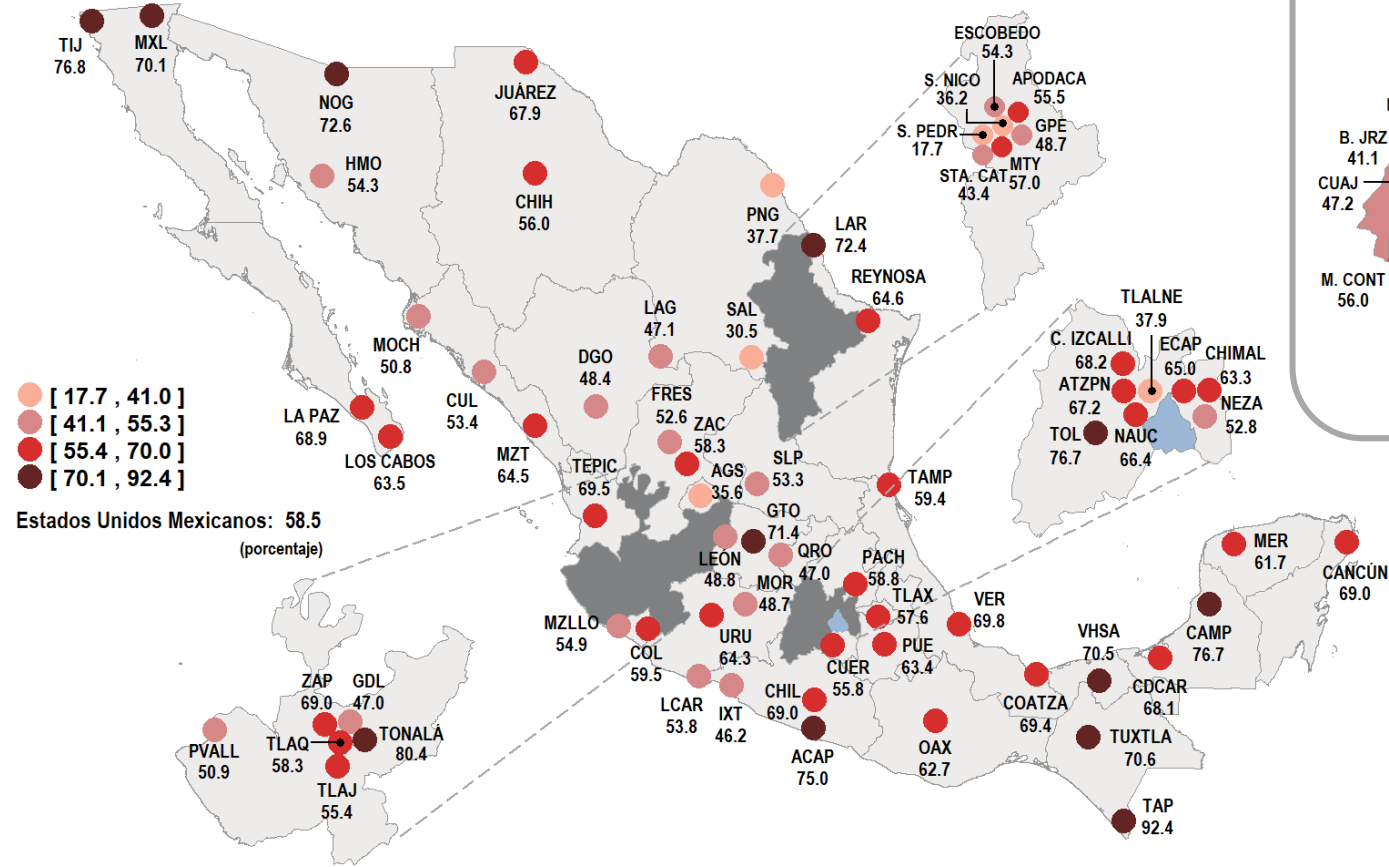 TIJ
76.8
MXL
70.1
NOG
72.6
HMO
54.3
JUÁREZ
67.9
CHIH
56.0
PNG
37.7
LAR
72.4
REYNOSA
64.6
ESCOBEDO
54.3
S. NICO
36.2
APODACA
55.5
S. PEDR
17.7
GPE
48.7
STA. CAT
43.4
MTY
57.0
B. JRZ
41.1
CUAJ
47.2
M. CONT
56.0
MOCH
50.8
CUL
53.4
LAG
47.1
SAL
30.5
DGO
48.4
FRES
52.6
ZAC
58.3
LA PAZ
68.9
LOS CABOS
63.5
MZT
64.5
TEPIC
69.5
AGS
35.6
SLP
53.3
TAMP
59.4
TLALNE
37.9
C. IZCALLI
68.2
ECAP
65.0
CHIMAL
63.3
ATZPN
67.2
NEZA
52.8
TOL
76.7
NAUC
66.4
[ 17.7 , 41.0 ]
[ 41.1 , 55.3 ]
[ 55.4 , 70.0 ]
[ 70.1 , 92.4 ]
Estados Unidos Mexicanos: 58.5
(porcentaje)
GTO
71.4
LEÓN
48.8
QRO
47.0
MOR
48.7
PACH
58.8
TLAX
57.6
VER
69.8
MZLLO
54.9
COL
59.5
URU
64.3
CUER
55.8
PUE
63.4
LCAR
53.8
IXT
46.2
CHIL
69.0
ACAP
75.0
OAX
62.7
COATZA
69.4
VHSA
70.5
CDCAR
68.1
CAMP
76.7
MER
61.7
CANCÚN
69.0
TUXTLA
70.6
TAP
92.4
ZAP
69.0
GDL
47.0
PVALL
50.9
TLAQ
58.3
TONALÁ
80.4
TLAJ
55.4